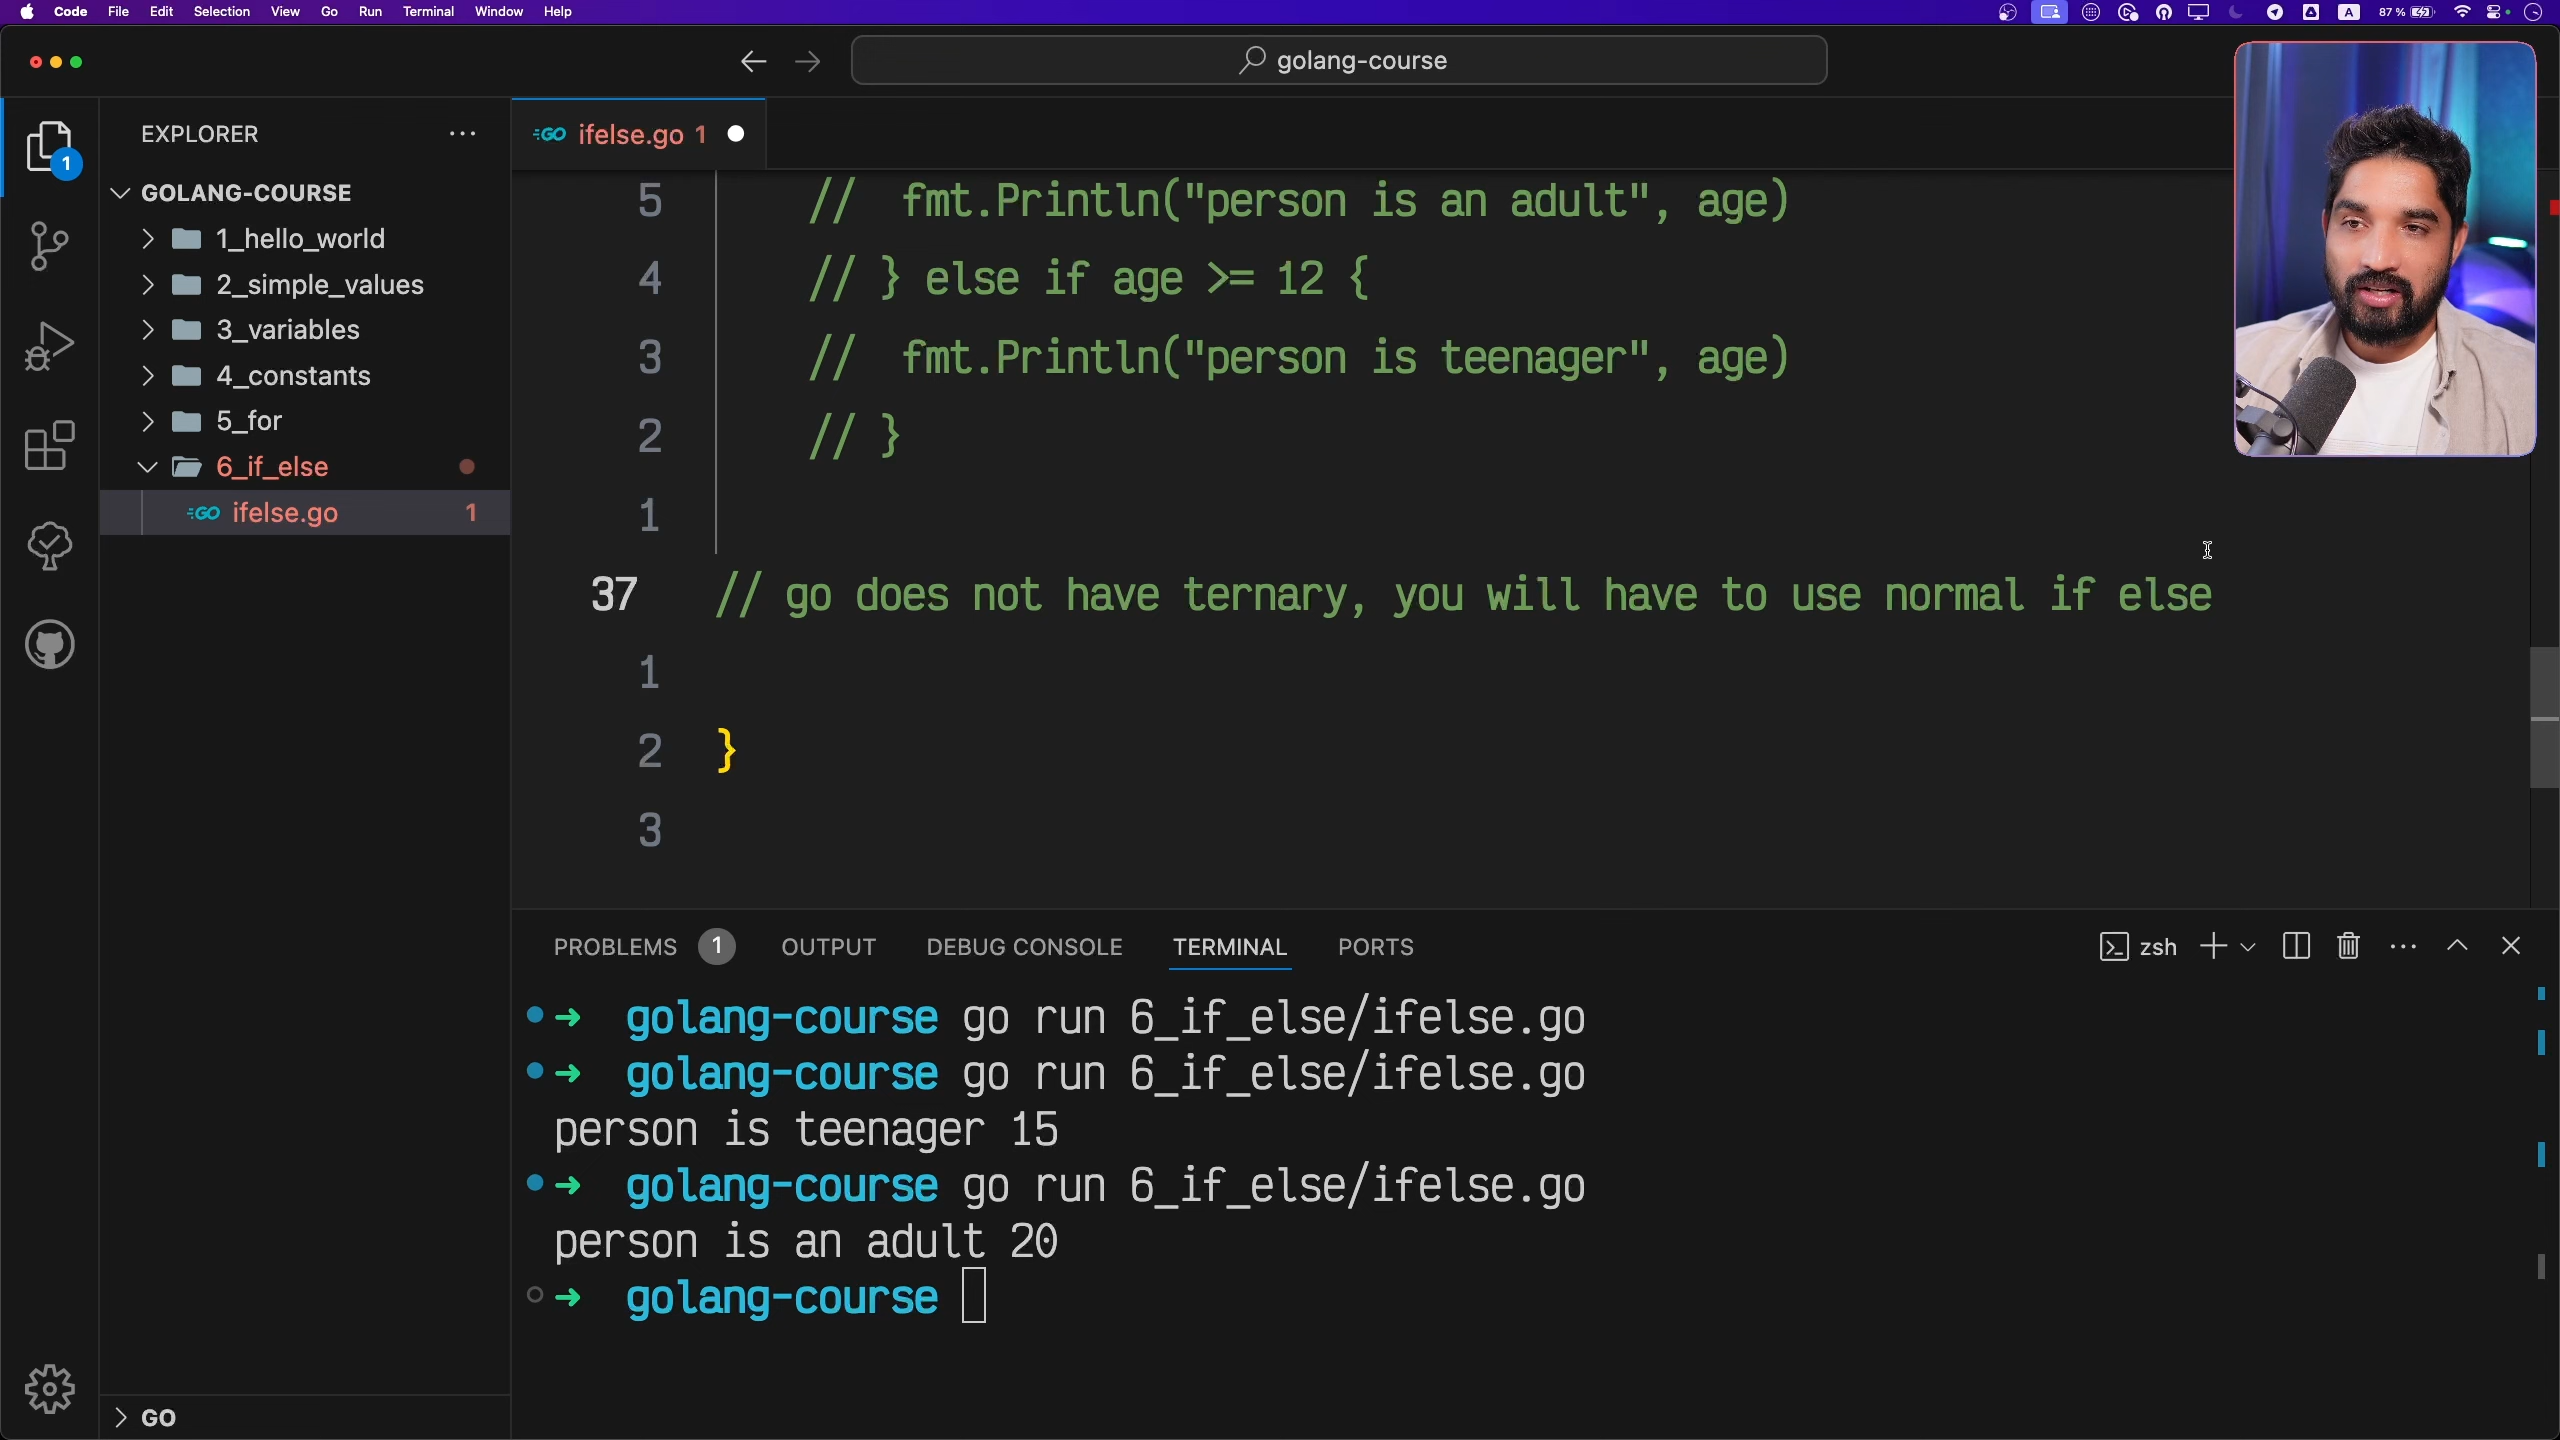 Code File Edit Selection View Go Run Terminal Window Help
A 87 %
golang-course
EXPLORER
1
GOLANG-COURSE
1_hello_world
2_simple_values
3_variables
4_constants
5_for
6_if_else
GO ifelse.go 1
GO
GO ifelse.go 1
5 // fmt.Println("person is an adult", age)
4 // } else if age >= 12 {
3 // fmt.Println("person is teenager", age)
2 // }
1
37 // go does not have ternary, you will have to use normal if else
1
2 }
3
PROBLEMS 1 OUTPUT DEBUG CONSOLE TERMINAL PORTS
zsh
➜ golang-course go run 6_if_else/ifelse.go
➜ golang-course go run 6_if_else/ifelse.go
person is teenager 15
➜ golang-course go run 6_if_else/ifelse.go
person is an adult 20
➜ golang-course